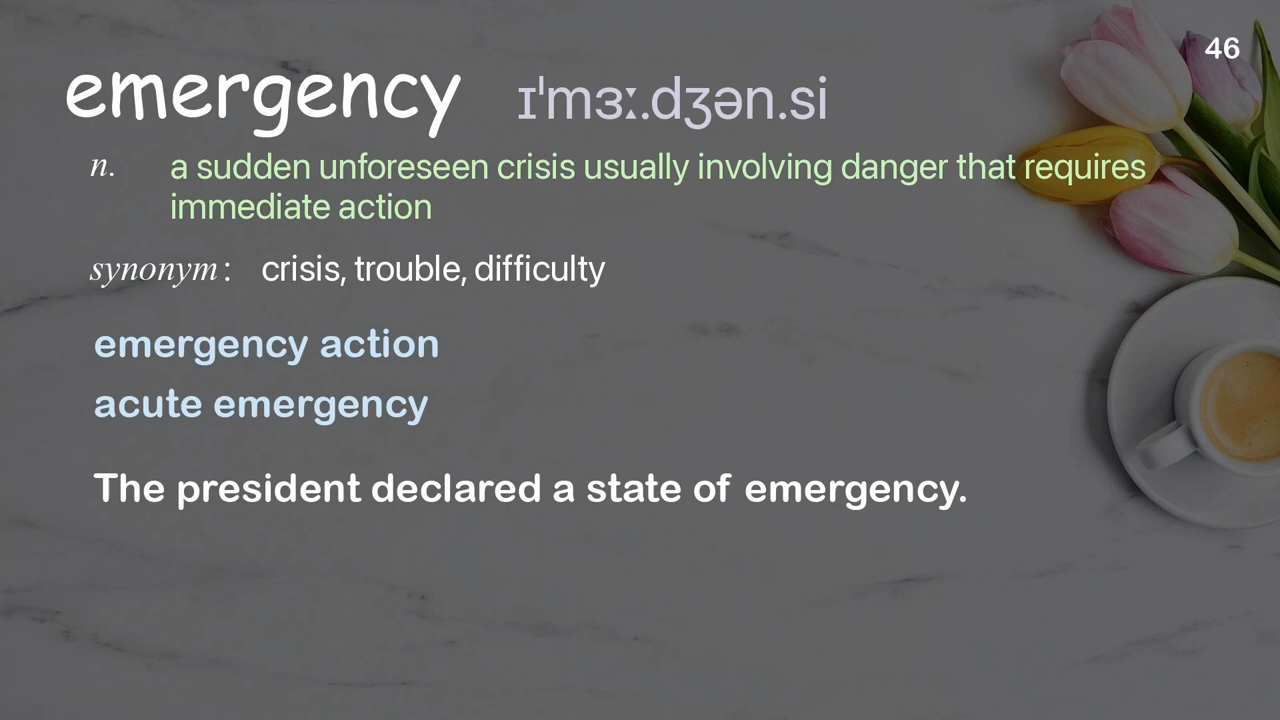 46
emergency ɪˈmɜː.dʒən.si
n. a sudden unforeseen crisis usually involving danger that requires
immediate action
synonym: crisis, trouble, difficulty
emergency action
acute emergency
The president declared a state of emergency.